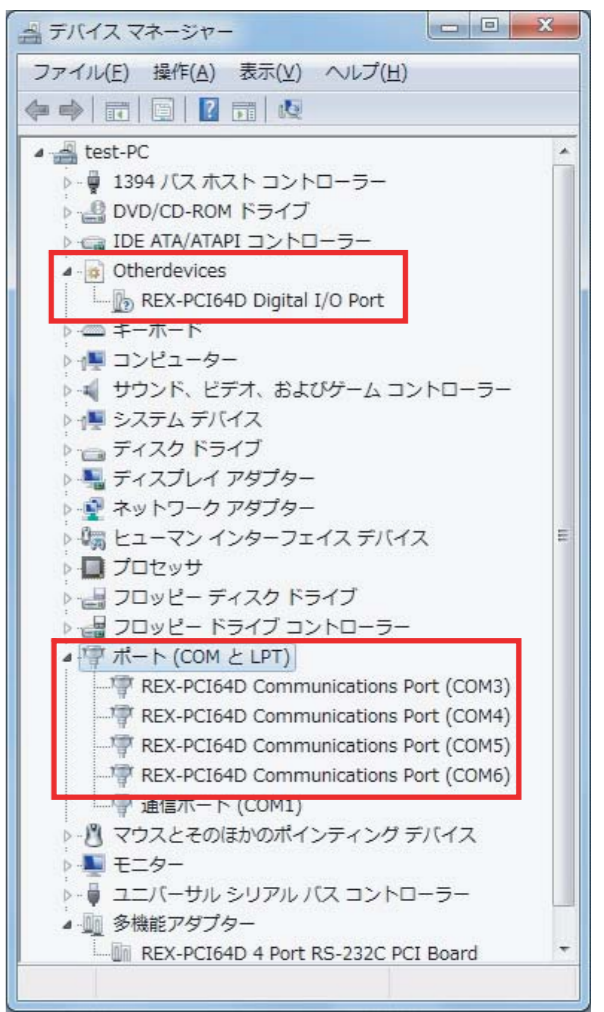 デバイス マネージャー
ファイル(F) 操作(A) 表示(V) ヘルプ(H)
test-PC
1394 バス ホスト コントローラー
DVD/CD-ROM ドライブ
IDE ATA/ATAPI コントローラー
Otherdevices
REX-PCI64D Digital I/O Port
キーボード
コンピューター
サウンド、ビデオ、およびゲーム コントローラー
システム デバイス
ディスク ドライブ
ディスプレイ アダプター
ネットワーク アダプター
ヒューマン インターフェイス デバイス
プロセッサ
フロッピー ディスク ドライブ
フロッピー ドライブ コントローラー
ポート (COM と LPT)
REX-PCI64D Communications Port (COM3)
REX-PCI64D Communications Port (COM4)
REX-PCI64D Communications Port (COM5)
REX-PCI64D Communications Port (COM6)
通信ポート (COM1)
マウスとそのほかのポインティング デバイス
モニター
ユニバーサル シリアル バス コントローラー
多機能アダプター
REX-PCI64D 4 Port RS-232C PCI Board